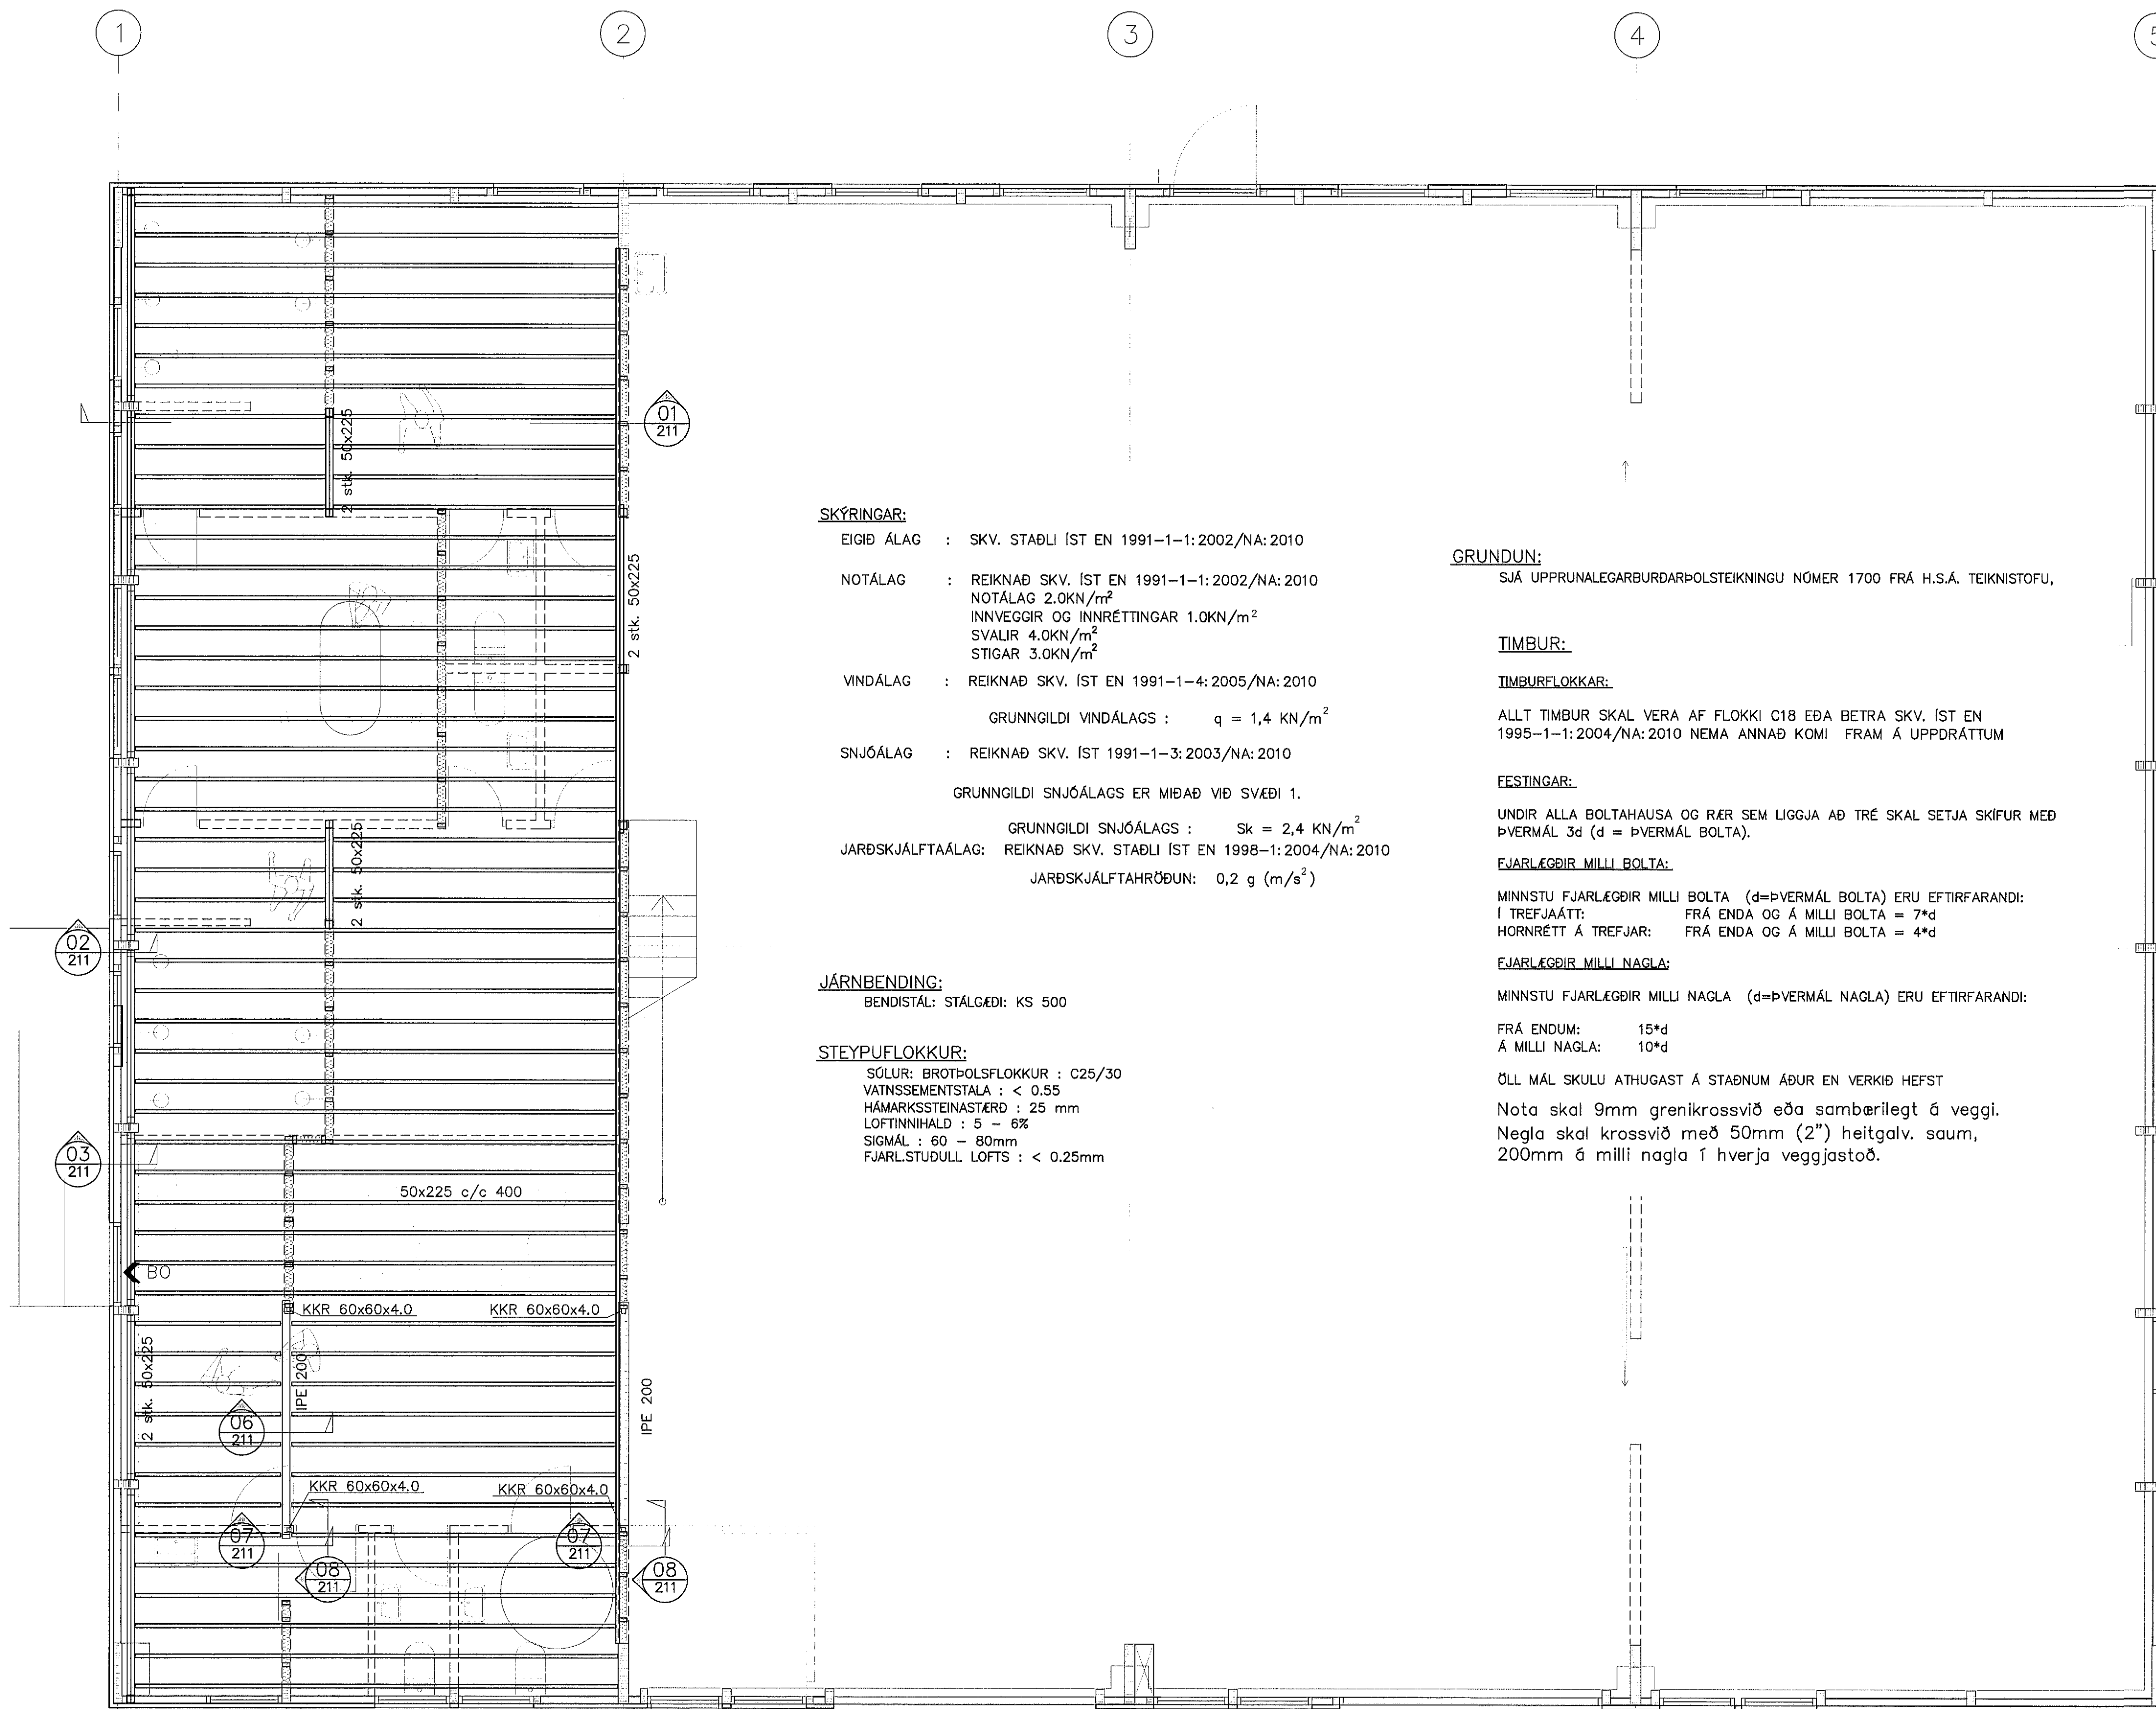 1
2
3
4
5
2 stk. 50x225
01
211
2 stk. 50x225
2 stk. 50x225
02
211
03
211
50x225 c/c 400
BO
KKR 60x60x4.0
KKR 60x60x4.0
2 stk. 50x225
IPE 200
IPE 200
06
211
KKR 60x60x4.0
KKR 60x60x4.0
07
211
07
211
08
211
08
211
SKÝRINGAR:
EIGIÐ ÁLAG : SKV. STAÐLI ÍST EN 1991-1-1:2002/NA:2010
NOTÁLAG : REIKNAÐ SKV. ÍST EN 1991-1-1:2002/NA:2010
NOTÁLAG 2.0KN/m²
INNVEGGIR OG INNRÉTTINGAR 1.0KN/m²
SVALIR 4.0KN/m²
STIGAR 3.0KN/m²
VINDÁLAG : REIKNAÐ SKV. ÍST EN 1991-1-4:2005/NA:2010
GRUNNGILDI VINDÁLAGS : q = 1,4 KN/m²
SNJÓÁLAG : REIKNAÐ SKV. ÍST 1991-1-3:2003/NA:2010
GRUNNGILDI SNJÓÁLAGS ER MIÐAÐ VIÐ SVÆÐI 1.
GRUNNGILDI SNJÓÁLAGS : Sk = 2,4 KN/m²
JARÐSKJÁLFTAÁLAG: REIKNAÐ SKV. STAÐLI ÍST EN 1998-1:2004/NA:2010
JARÐSKJÁLFTAHRÖÐUN: 0,2 g (m/s²)
JÁRNBENDING:
BENDISTÁL: STÁLGÆÐI: KS 500
STEYPUFLOKKUR:
SÚLUR: BROTÞOLSFLOKKUR : C25/30
VATNSSEMENTSTALA : < 0.55
HÁMARKSSTEINASTÆRÐ : 25 mm
LOFTINNIHALD : 5 - 6%
SIGMÁL : 60 - 80mm
FJARL.STUÐULL LOFTS : < 0.25mm
GRUNDUN:
SJÁ UPPRUNALEGARBURÐARÞOLSTEIKNINGU NÚMER 1700 FRÁ H.S.Á. TEIKNISTOFU,
TIMBUR:
TIMBURFLOKKAR:
ALLT TIMBUR SKAL VERA AF FLOKKI C18 EÐA BETRA SKV. ÍST EN
1995-1-1:2004/NA:2010 NEMA ANNAÐ KOMI FRAM Á UPPDRÁTTUM
FESTINGAR:
UNDIR ALLA BOLTAHAUSA OG RÆR SEM LIGGJA AÐ TRÉ SKAL SETJA SKÍFUR MEÐ
ÞVERMÁL 3d (d = ÞVERMÁL BOLTA).
FJARLÆGÐIR MILLI BOLTA:
MINNSTU FJARLÆGÐIR MILLI BOLTA (d=ÞVERMÁL BOLTA) ERU EFTIRFARANDI:
Í TREFJAÁTT: FRÁ ENDA OG Á MILLI BOLTA = 7*d
HORNRÉTT Á TREFJAR: FRÁ ENDA OG Á MILLI BOLTA = 4*d
FJARLÆGÐIR MILLI NAGLA:
MINNSTU FJARLÆGÐIR MILLI NAGLA (d=ÞVERMÁL NAGLA) ERU EFTIRFARANDI:
FRÁ ENDUM: 15*d
Á MILLI NAGLA: 10*d
ÖLL MÁL SKULU ATHUGAST Á STAÐNUM ÁÐUR EN VERKIÐ HEFST
Nota skal 9mm grenikrossvið eða sambærilegt á veggi.
Negla skal krossvið með 50mm (2") heitgalv. saum,
200mm á milli nagla í hverja veggjastoð.